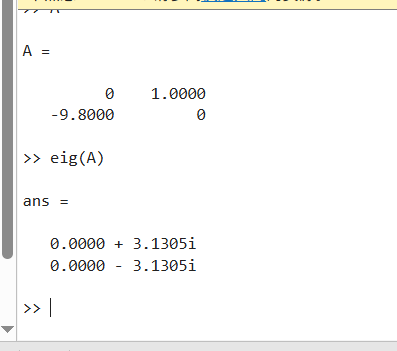 A =
0 1.0000
-9.8000 0
>> eig(A)
ans =
0.0000 + 3.1305i
0.0000 - 3.1305i
>>